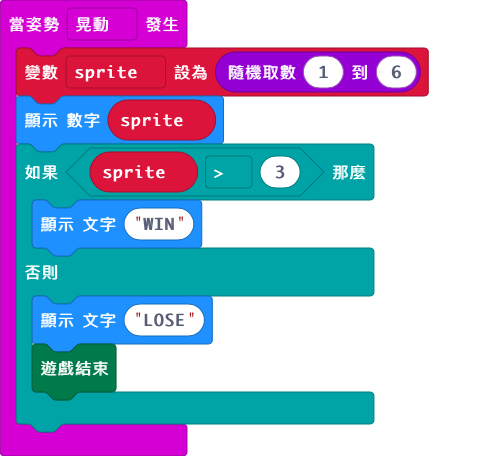 當姿勢 晃動 發生
變數 sprite 設為 隨機取數 1 到 6
顯示 數字 sprite
如果 sprite > 3 那麼
顯示 文字 "WIN"
否則
顯示 文字 "LOSE"
遊戲結束